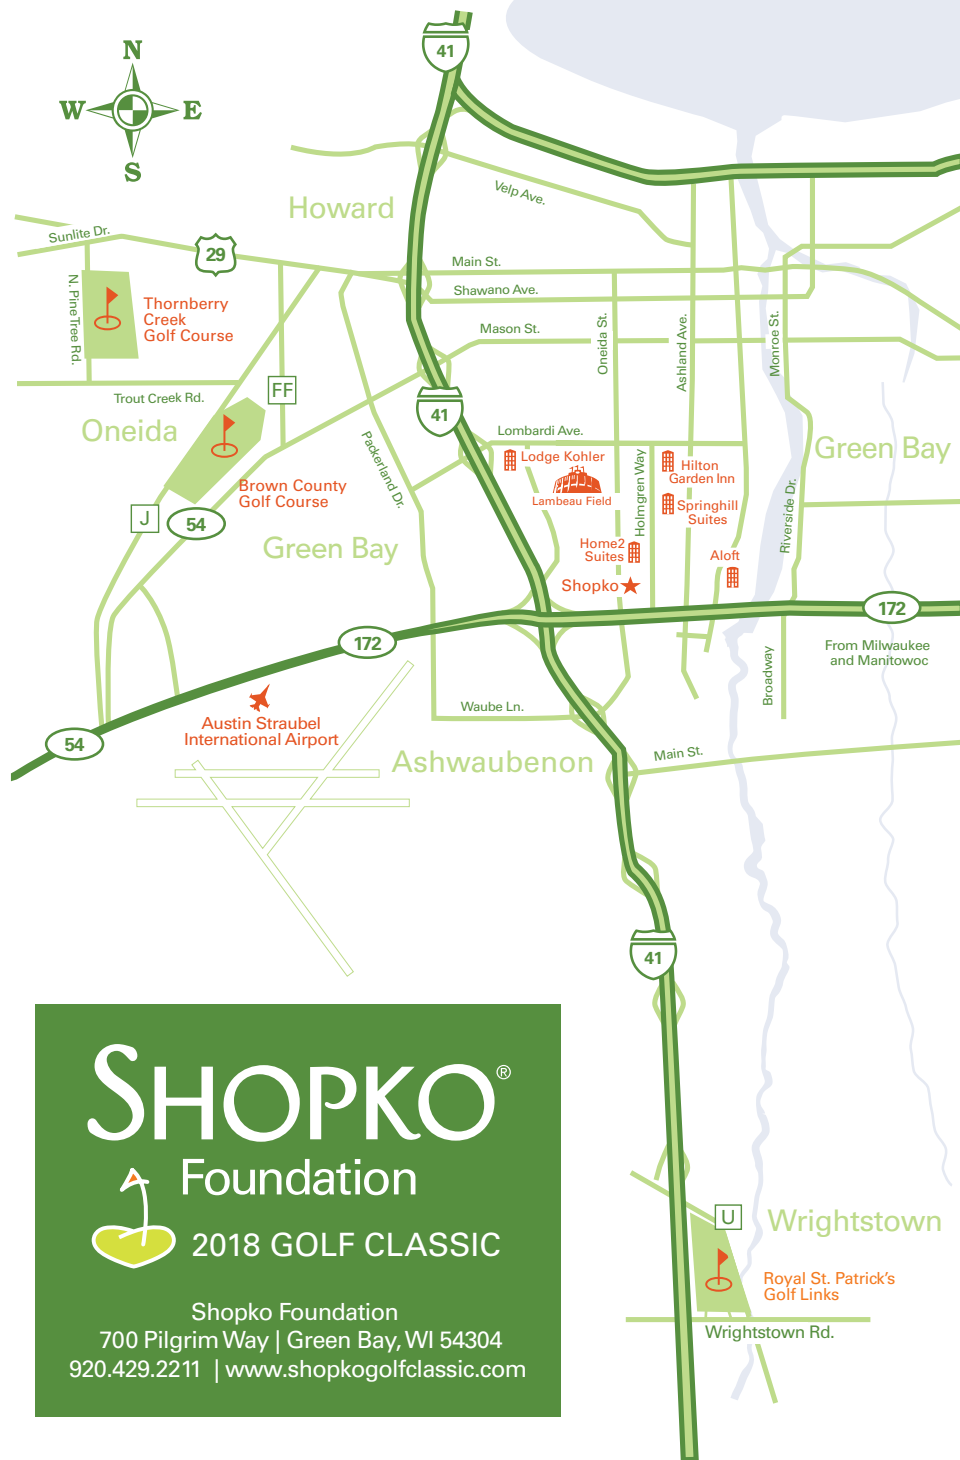 41
N
W E
S
Howard
Velp Ave.
Sunlite Dr.
29
Main St.
Shawano Ave.
N. Pine Tree Rd.
Thornberry
Creek
Golf Course
Mason St.
Oneida St.
Ashland Ave.
Monroe St.
Trout Creek Rd.
FF
41
Oneida
Lombardi Ave.
Green Bay
Packerland Dr.
Lodge Kohler
Lambeau Field
Holmgren Way
Hilton
Garden Inn
Springhill
Suites
Riverside Dr.
Brown County
Golf Course
J
54
Green Bay
Home2
Suites
Aloft
Shopko
172
172
From Milwaukee
and Manitowoc
Broadway
Austin Straubel
International Airport
54
Waube Ln.
Ashwaubenon
Main St.
41
SHOPKO®
Foundation
2018 GOLF CLASSIC
Shopko Foundation
700 Pilgrim Way | Green Bay, WI 54304
920.429.2211 | www.shopkogolfclassic.com
U
Wrightstown
Royal St. Patrick's
Golf Links
Wrightstown Rd.